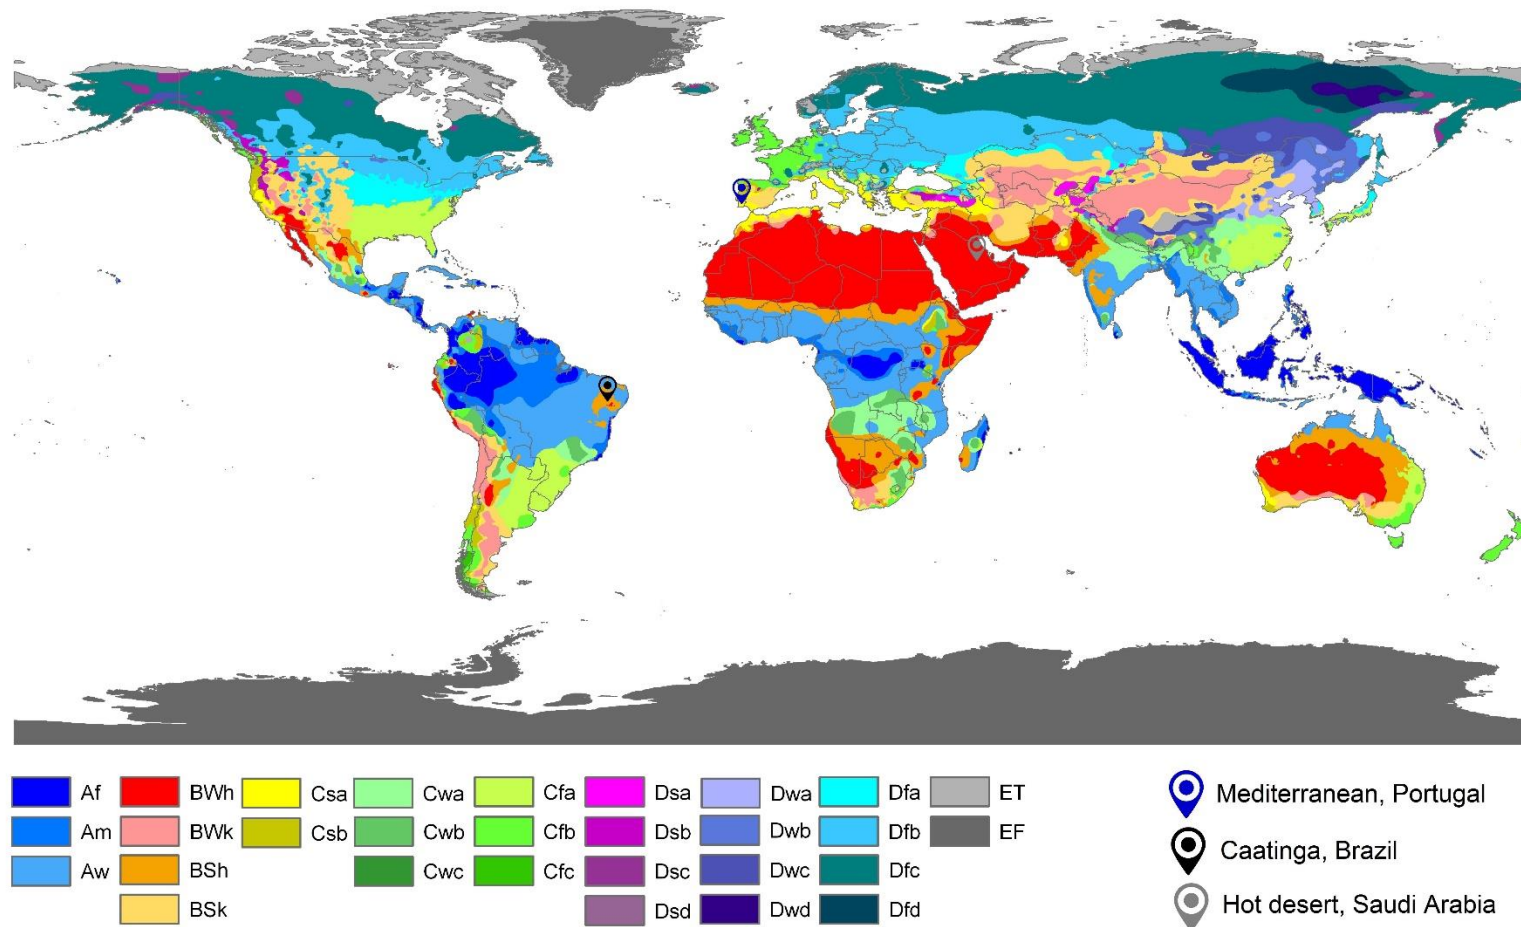 Af BWh Csa Cwa Cfa Dsa Dwa Dfa ET Mediterranean, Portugal
Am BWk Csb Cwb Cfb Dsb Dwb Dfb EF Caatinga, Brazil
Aw BSh Cwc Cfc Dsc Dwc Dfc Hot desert, Saudi Arabia
BSk Dsd Dwd Dfd